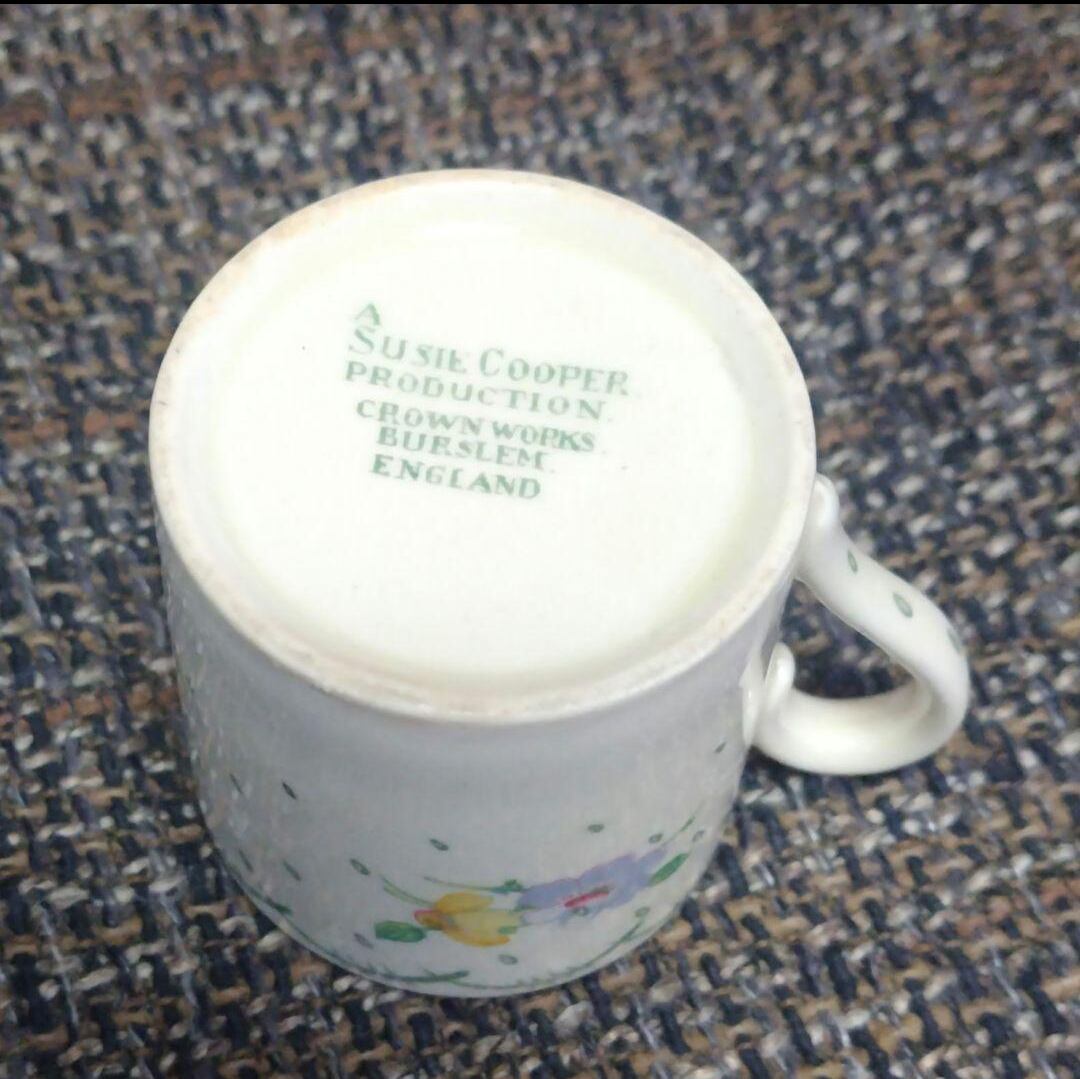 A
SUSIE COOPER
PRODUCTION.
CROWN WORKS.
BURSLEM.
ENGLAND